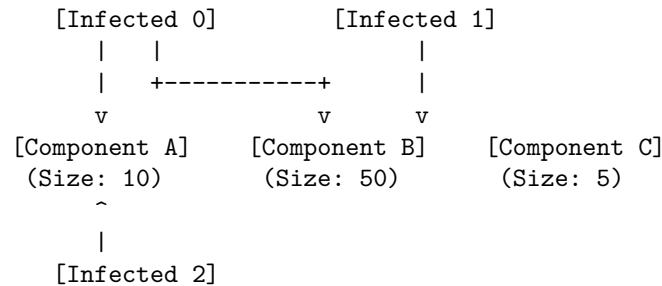 [Infected 0] [Infected 1]
| | |
| +-----------+ |
v v v
[Component A] [Component B] [Component C]
(Size: 10) (Size: 50) (Size: 5)
^
|
[Infected 2]